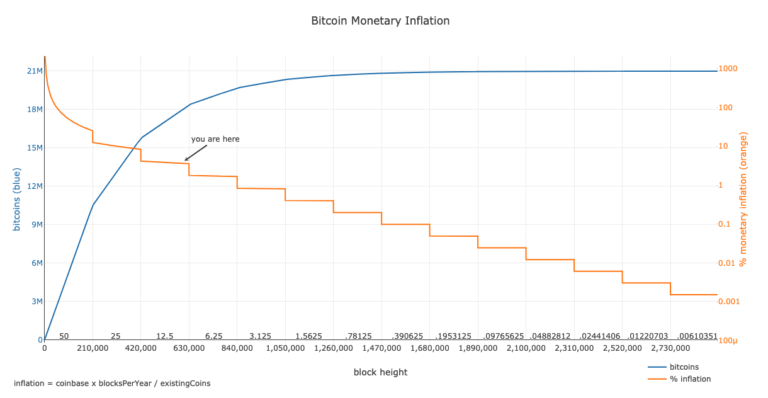 Bitcoin Monetary Inflation
21M
18M
15M
12M
9M
6M
3M
0
bitcoins (blue)
you are here
1000
100
10
1
0.1
0.01
0.001
100μ
% monetary inflation (orange)
50 25 12.5 6.25 3.125 1.5625 .78125 .390625 .1953125 .09765625 .04882812 .02441406 .01220703 .00610351
0 210,000 420,000 630,000 840,000 1,050,000 1,260,000 1,470,000 1,680,000 1,890,000 2,100,000 2,310,000 2,520,000 2,730,000
block height
bitcoins
% inflation
inflation = coinbase x blocksPerYear / existingCoins